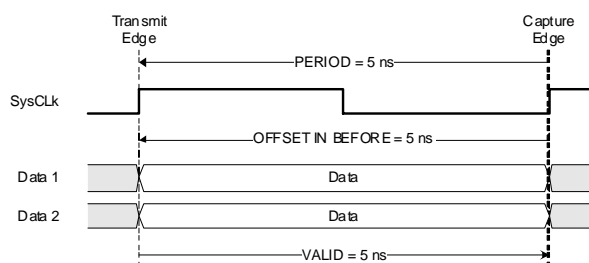 Transmit
Edge
Capture
Edge
PERIOD = 5 ns
SysCLk
OFFSET IN BEFORE = 5 ns
Data 1
Data
Data 2
Data
VALID = 5 ns